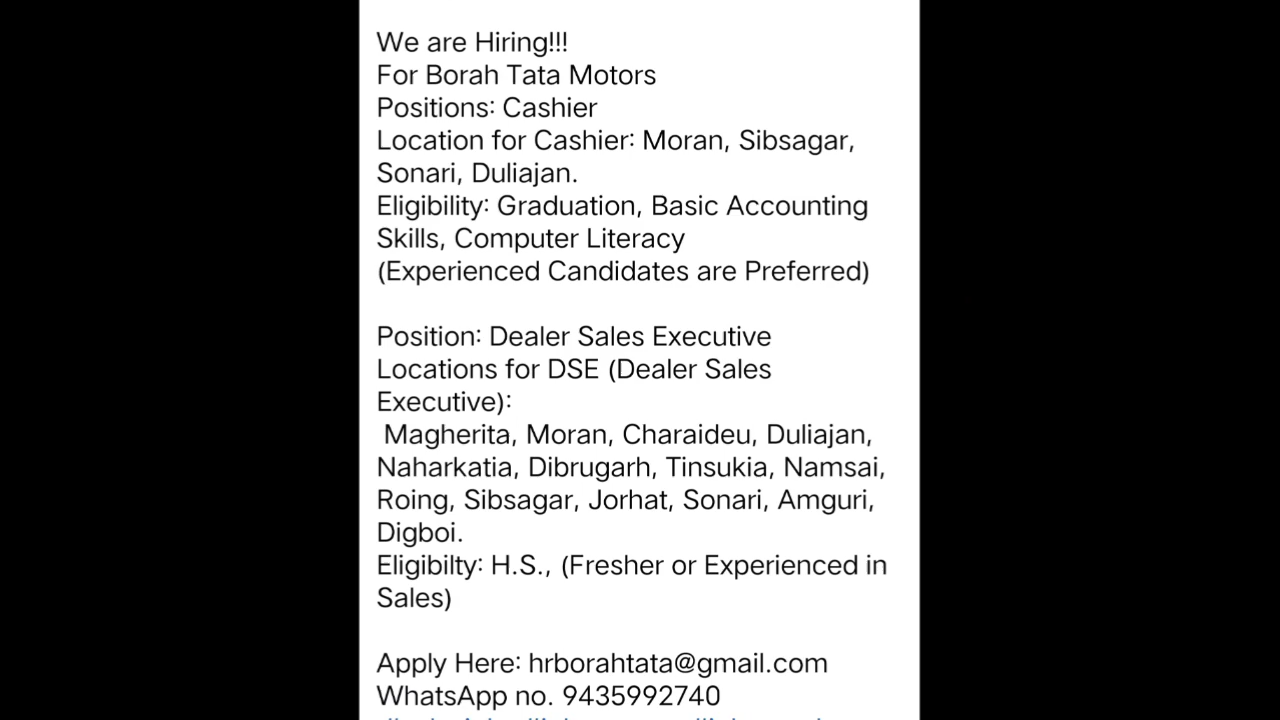 We are Hiring!!!
For Borah Tata Motors
Positions: Cashier
Location for Cashier: Moran, Sibsagar,
Sonari, Duliajan.
Eligibility: Graduation, Basic Accounting
Skills, Computer Literacy
(Experienced Candidates are Preferred)
Position: Dealer Sales Executive
Locations for DSE (Dealer Sales
Executive):
Magherita, Moran, Charaideu, Duliajan,
Naharkatia, Dibrugarh, Tinsukia, Namsai,
Roing, Sibsagar, Jorhat, Sonari, Amguri,
Digboi.
Eligibilty: H.S., (Fresher or Experienced in
Sales)
Apply Here: hrborahtata@gmail.com
WhatsApp no. 9435992740